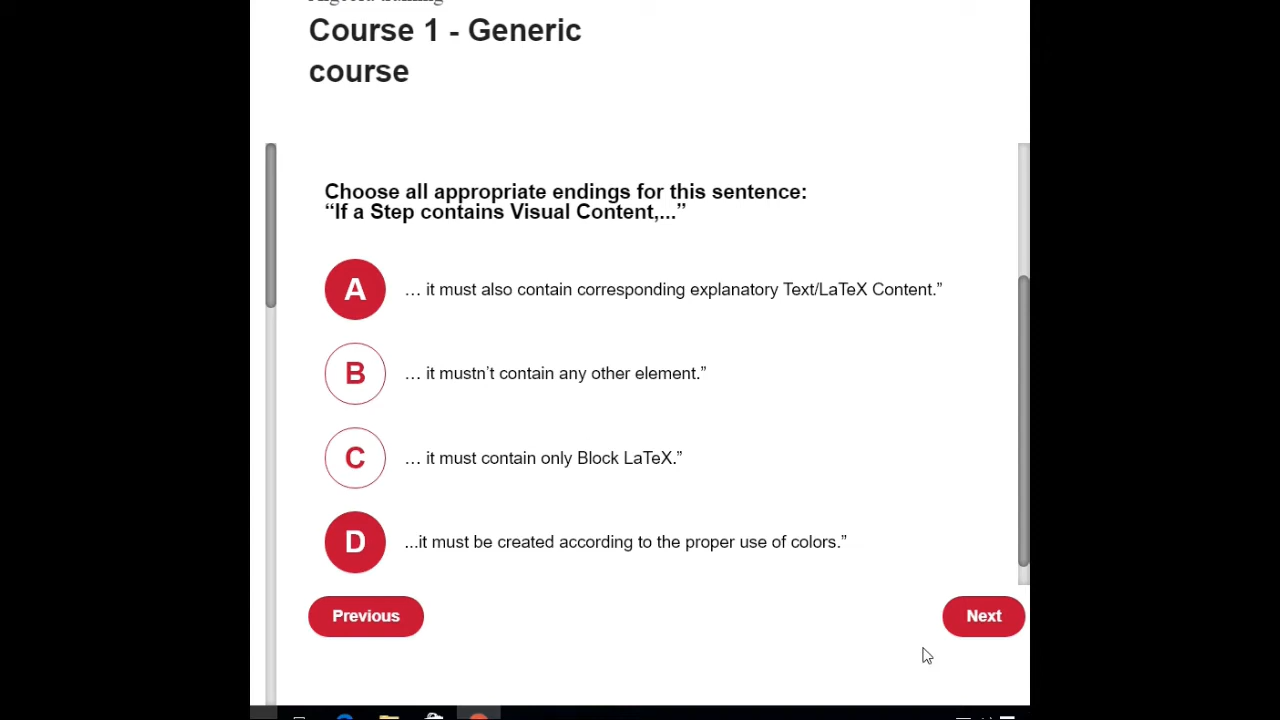 Course 1 - Generic
course
Choose all appropriate endings for this sentence:
“If a Step contains Visual Content,...”
A
… it must also contain corresponding explanatory Text/LaTeX Content.”
B
… it mustn’t contain any other element.”
C
… it must contain only Block LaTeX.”
D
...it must be created according to the proper use of colors.”
Previous
Next